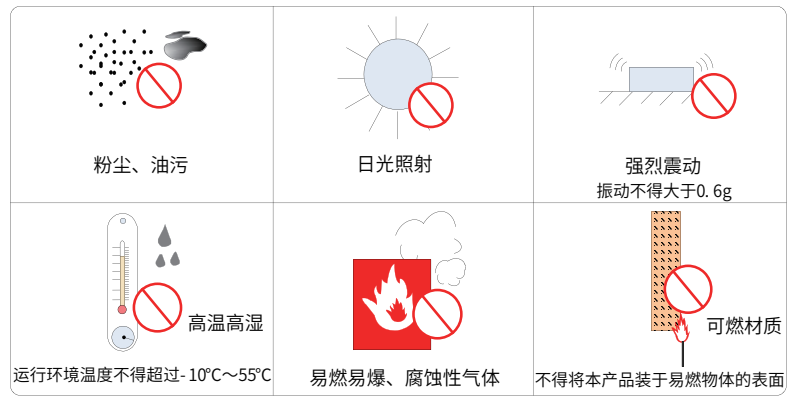 粉尘、油污
日光照射
强烈震动
振动不得大于0.6g
高温高湿
运行环境温度不得超过-10℃～55℃
易燃易爆、腐蚀性气体
可燃材质
不得将本产品装于易燃物体的表面